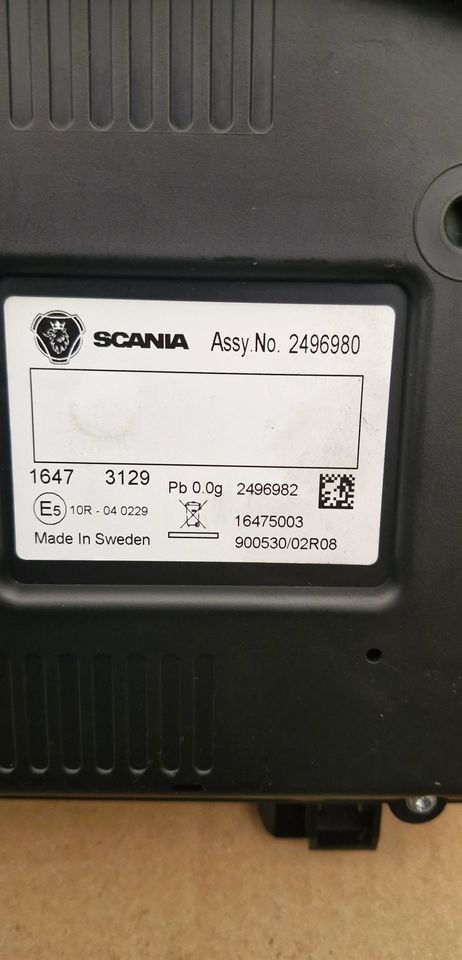 SCANIA Assy.No. 2496980
1647 3129
Pb 0.0g 2496982
E5 10R - 04 0229
16475003
Made In Sweden
900530/02R08